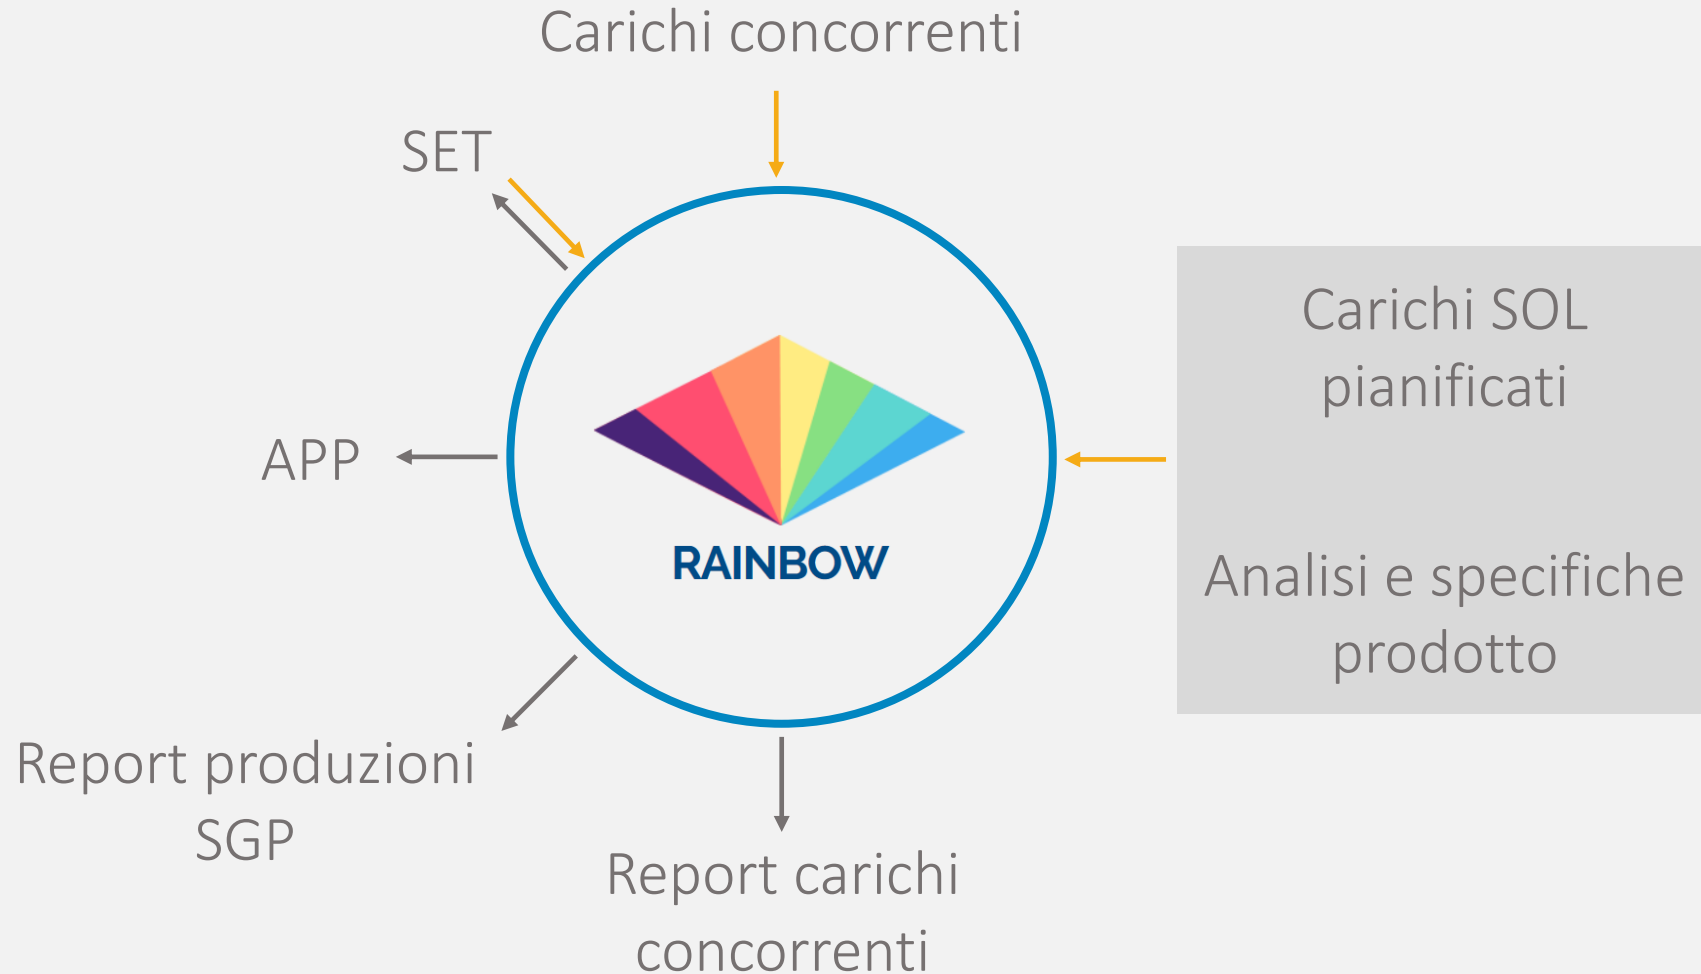 Carichi concorrenti
SET
Carichi SOL
pianificati
APP
RAINBOW
Analisi e specifiche
prodotto
Report produzioni
SGP
Report carichi
concorrenti